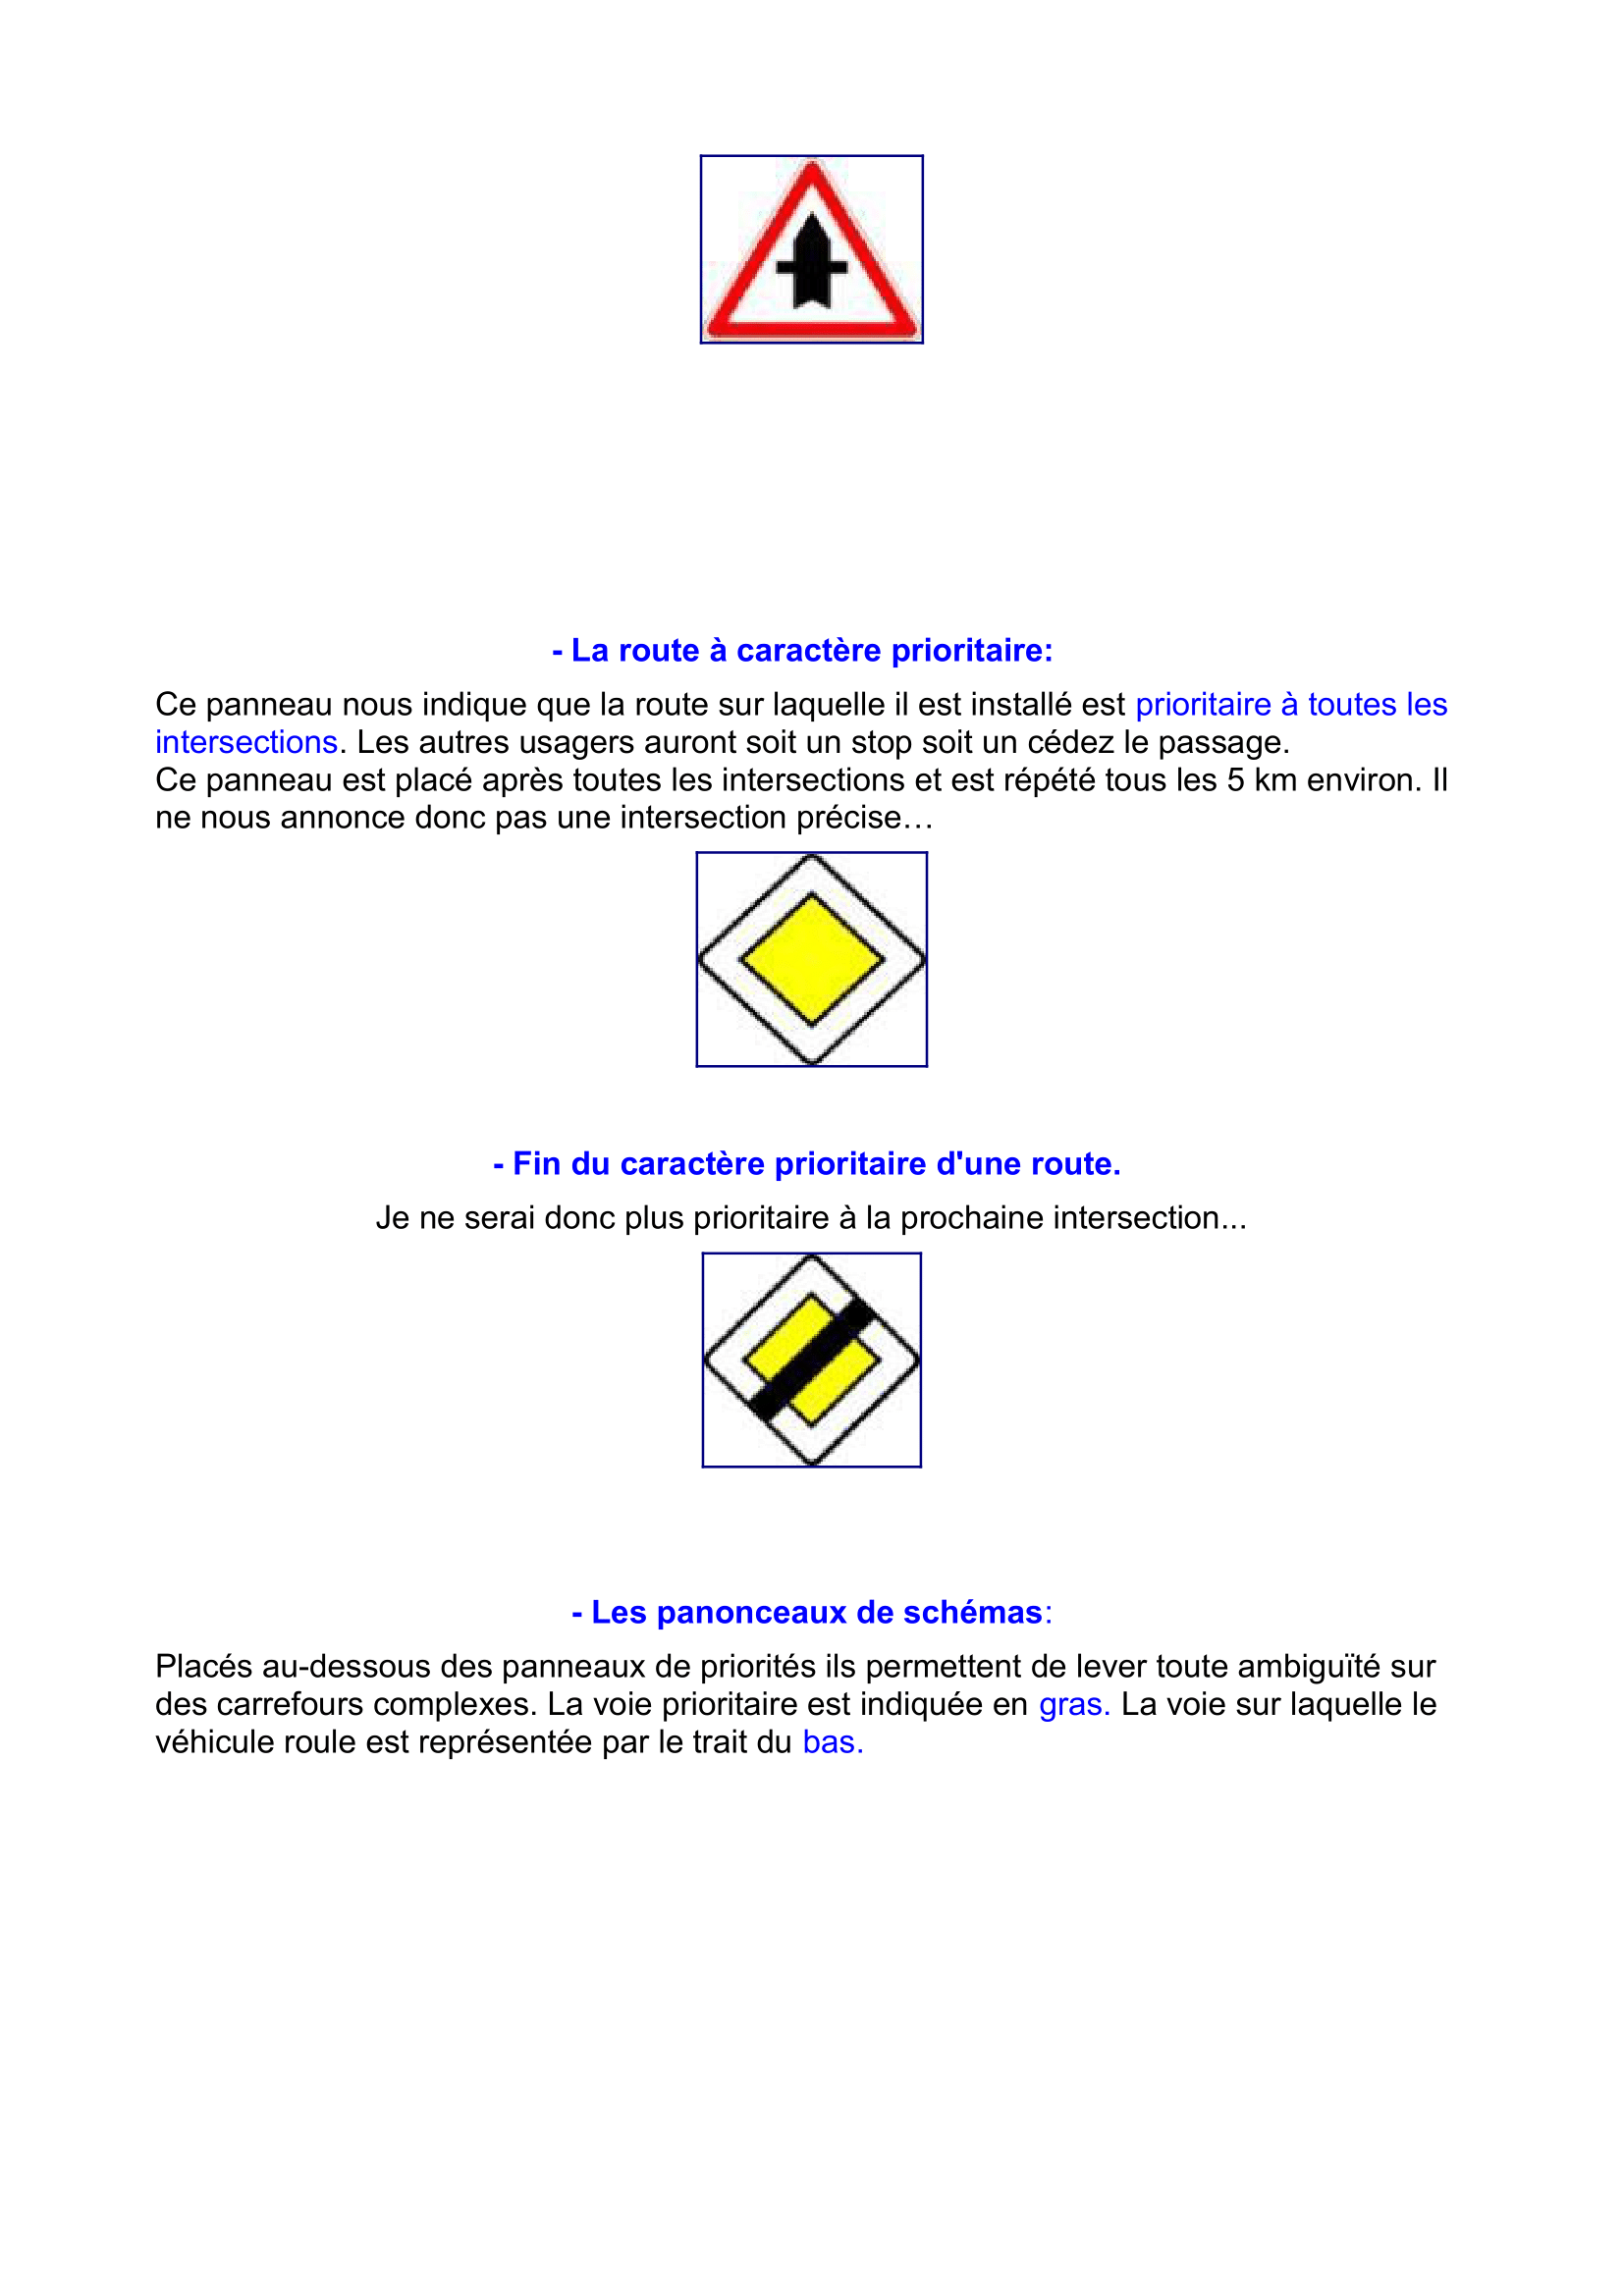 - La route à caractère prioritaire:
Ce panneau nous indique que la route sur laquelle il est installé est prioritaire à toutes les
intersections. Les autres usagers auront soit un stop soit un cédez le passage.
Ce panneau est placé après toutes les intersections et est répété tous les 5 km environ. Il
ne nous annonce donc pas une intersection précise…
- Fin du caractère prioritaire d'une route.
Je ne serai donc plus prioritaire à la prochaine intersection...
- Les panonceaux de schémas:
Placés au-dessous des panneaux de priorités ils permettent de lever toute ambiguïté sur
des carrefours complexes. La voie prioritaire est indiquée en gras. La voie sur laquelle le
véhicule roule est représentée par le trait du bas.